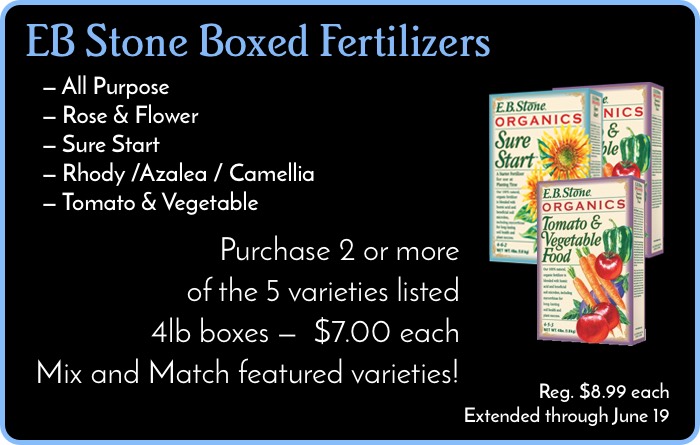 EB Stone Boxed Fertilizers
– All Purpose
– Rose & Flower
– Sure Start
– Rhody /Azalea / Camellia
– Tomato & Vegetable
Purchase 2 or more
of the 5 varieties listed
4lb boxes –  $7.00 each
Mix and Match featured varieties!
Reg. $8.99 each
Extended through June 19
E.B. Stone
ORGANICS
Sure
Start
NICS
&
ble
E.B. Stone
ORGANICS
Tomato &
Vegetable
Food